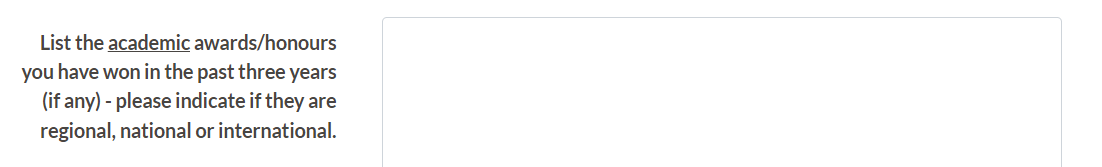 List the academic awards/honours
you have won in the past three years
(if any) - please indicate if they are
regional, national or international.